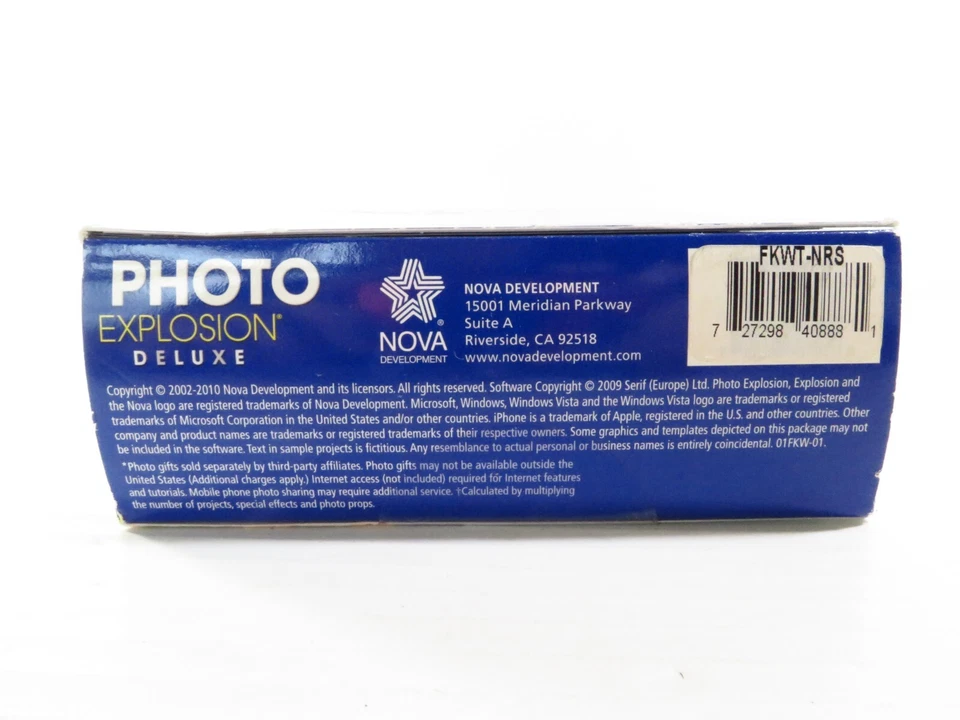 PHOTO
EXPLOSION®
DELUXE
NOVA®
DEVELOPMENT
NOVA DEVELOPMENT
15001 Meridian Parkway
Suite A
Riverside, CA 92518
www.novadevelopment.com
FKWT-NRS
7 27298 40888 1
Copyright © 2002-2010 Nova Development and its licensors. All rights reserved. Software Copyright © 2009 Serif (Europe) Ltd. Photo Explosion, Explosion and
the Nova logo are registered trademarks of Nova Development. Microsoft, Windows, Windows Vista and the Windows Vista logo are trademarks or registered
trademarks of Microsoft Corporation in the United States and/or other countries. iPhone is a trademark of Apple, registered in the U.S. and other countries. Other
company and product names are trademarks or registered trademarks of their respective owners. Some graphics and templates depicted on this package may not
be included in the software. Text in sample projects is fictitious. Any resemblance to actual personal or business names is entirely coincidental. 01FKW-01.
*Photo gifts sold separately by third-party affiliates. Photo gifts may not be available outside the
United States (Additional charges apply.) Internet access (not included) required for Internet features
and tutorials. Mobile phone photo sharing may require additional service. †Calculated by multiplying
the number of projects, special effects and photo props.